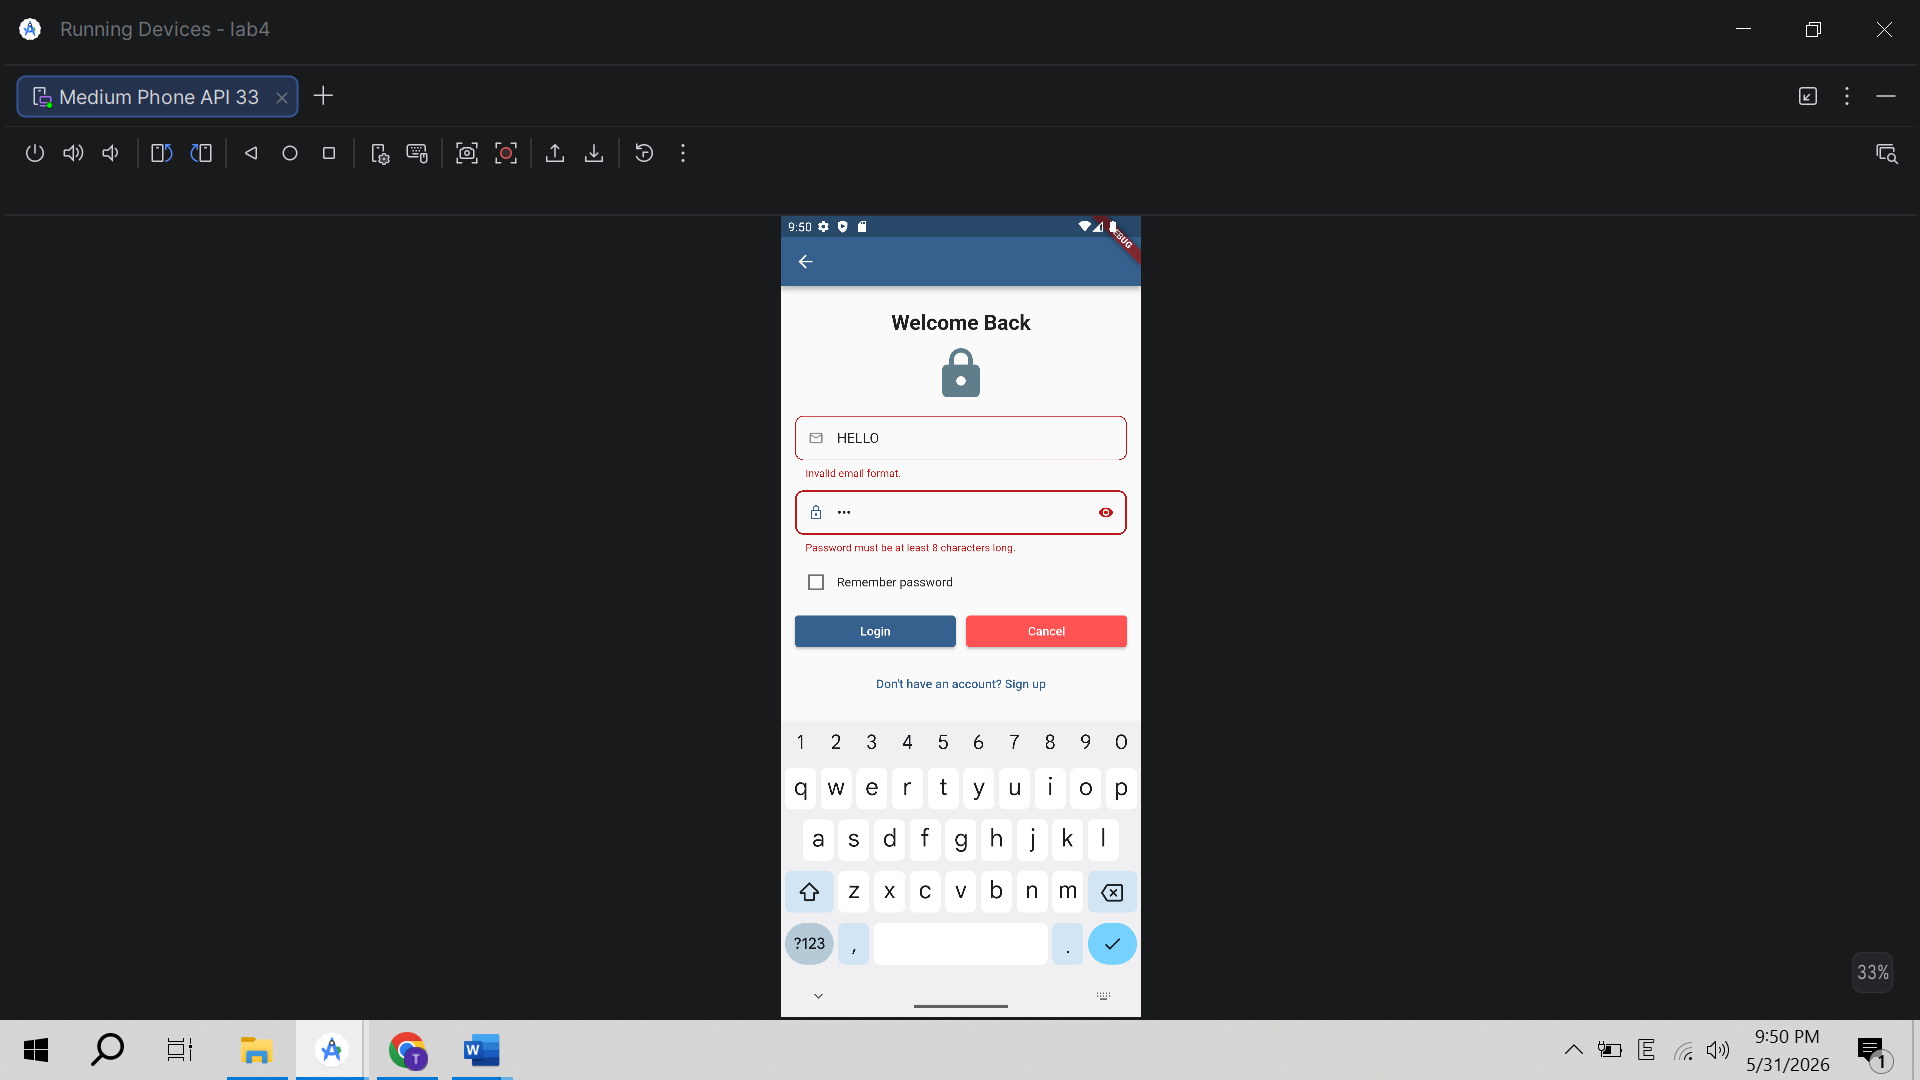 Running Devices - lab4
Medium Phone API 33
9:50
Welcome Back
HELLO
Invalid email format.
•••
Password must be at least 8 characters long.
Remember password
Login Cancel
Don't have an account? Sign up
1 2 3 4 5 6 7 8 9 0
q w e r t y u i o p
a s d f g h j k l
z x c v b n m
?123 , .
33%
9:50 PM
5/31/2026
1